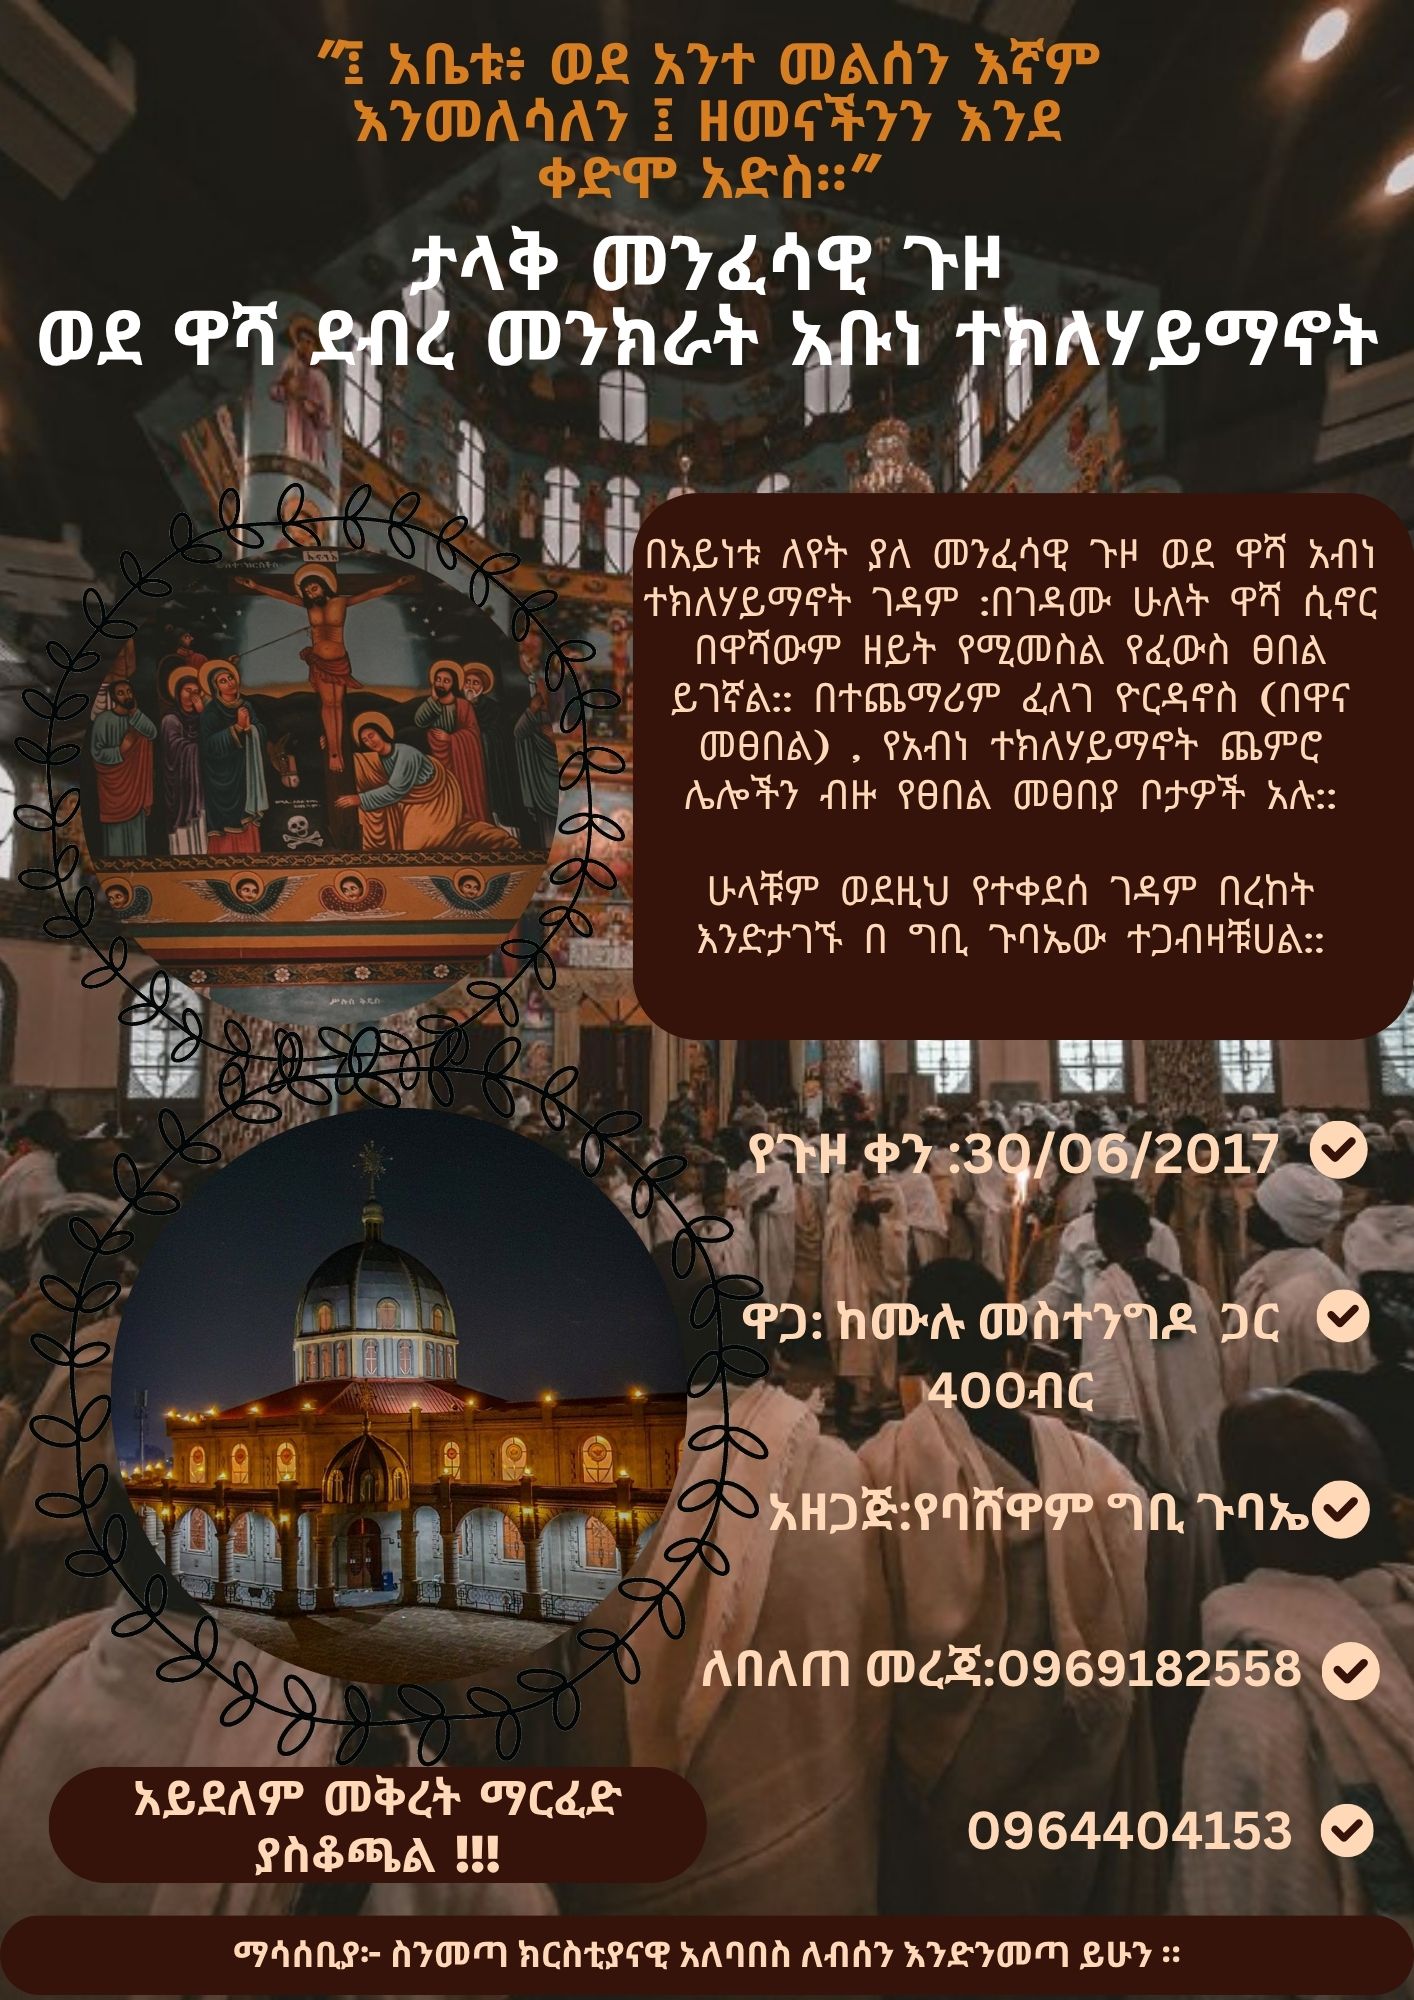 "፤ አቤቱ፥ ወደ አንተ መልሰን እኛም
እንመለሳለን ፤ ዘመናችንን እንደ
ቀድሞ አድስ።"
ታላቅ መንፈሳዊ ጉዞ
ወደ ዋሻ ደብረ መንክራት አቡነ ተክለሃይማኖት
በአይነቱ ለየት ያለ መንፈሳዊ ጉዞ ወደ ዋሻ አብነ
ተክለሃይማኖት ገዳም :በገዳሙ ሁለት ዋሻ ሲኖር
በዋሻውም ዘይት የሚመስል የፈውስ ፀበል
ይገኛል። በተጨማሪም ፈለገ ዮርዳኖስ (በዋና
መፀበል) , የአብነ ተክለሃይማኖት ጨምሮ
ሌሎችን ብዙ የፀበል መፀበያ ቦታዎች አሉ።
ሁላቹም ወደዚህ የተቀደሰ ገዳም በረከት
እንድታገኙ በ ግቢ ጉባኤው ተጋብዛቹሀል።
የጉዞ ቀን :30/06/2017
ዋጋ: ከሙሉ መስተንግዶ ጋር
400ብር
አዘጋጅ:የባሸዋም ግቢ ጉባኤ
ለበለጠ መረጃ:0969182558
0964404153
አይደለም መቅረት ማርፈድ
ያስቆጫል !!!
ማሳሰቢያ፦ ስንመጣ ክርስቲያናዊ አለባበስ ለብሰን እንድንመጣ ይሁን ።